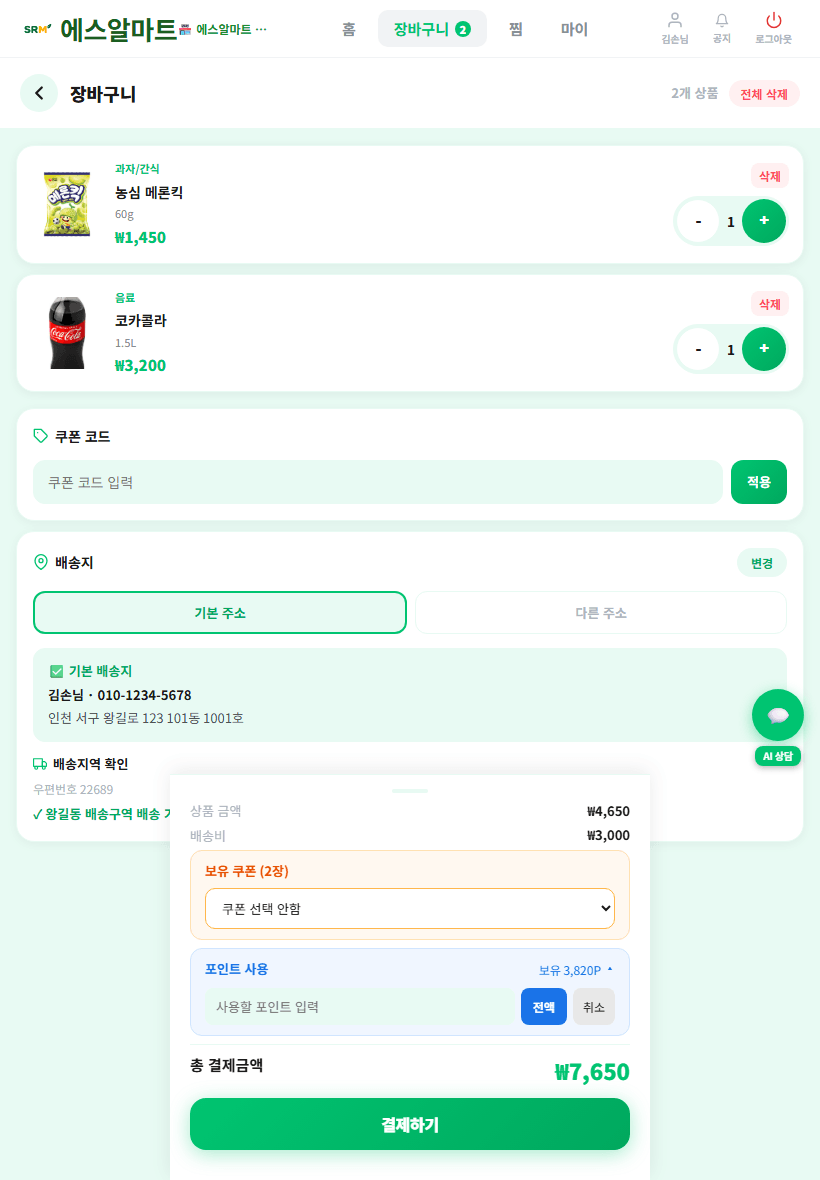 SRM 에스알마트 에스알마트 ⋯ 홈 장바구니 2 찜 마이 김손님 공지 로그아웃
장바구니 2개 상품 전체 삭제
과자/간식 삭제
농심 메론킥
60g - 1 +
₩1,450
메론킥
음료 삭제
코카콜라
1.5L - 1 +
₩3,200
Coca-Cola
쿠폰 코드
쿠폰 코드 입력 적용
배송지 변경
기본 주소 다른 주소
✅ 기본 배송지
김손님 · 010-1234-5678
인천 서구 왕길로 123 101동 1001호
AI 상담
배송지역 확인
우편번호 22689
✓ 왕길동 배송구역 배송
상품 금액 ₩4,650
배송비 ₩3,000
보유 쿠폰 (2장)
쿠폰 선택 안함
포인트 사용 보유 3,820P ▲
사용할 포인트 입력 전액 취소
총 결제금액 ₩7,650
결제하기